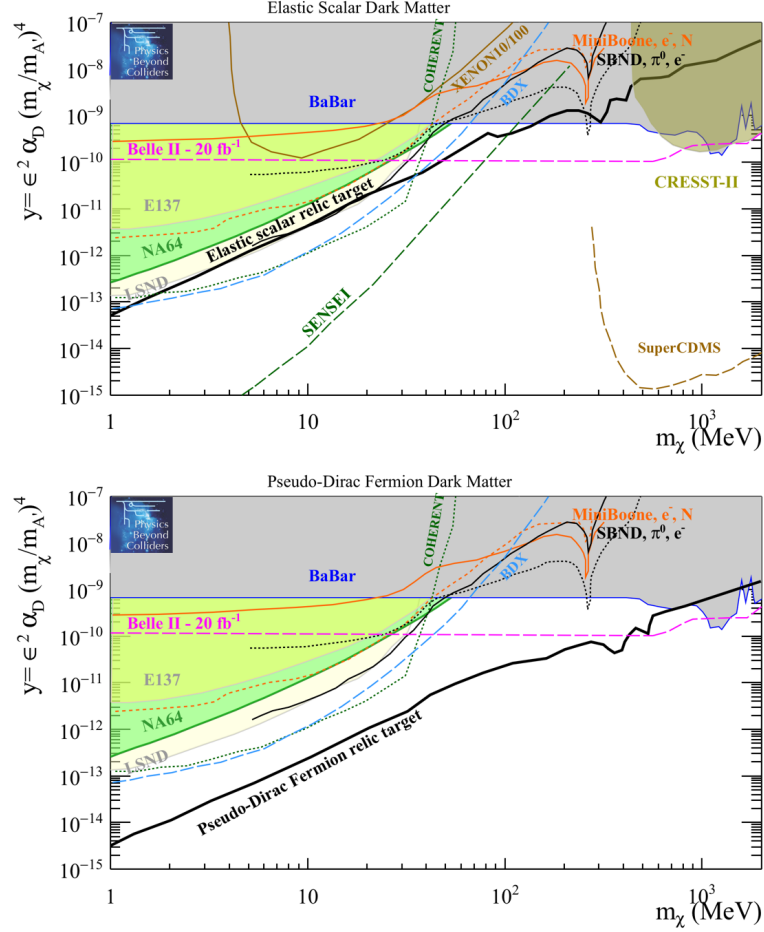 Elastic Scalar Dark Matter
y= ϵ² α_D (m_χ/m_A')⁴
10⁻⁷
10⁻⁸
10⁻⁹
10⁻¹⁰
10⁻¹¹
10⁻¹²
10⁻¹³
10⁻¹⁴
10⁻¹⁵
Physics
Beyond
Colliders
COHERENT
XENON10/100
MiniBoone, e⁻, N
SBND, π⁰, e⁻
BDX
BaBar
Belle II - 20 fb⁻¹
CRESST-II
E137
NA64
Elastic scalar relic target
LSND
SENSEI
SuperCDMS
1 10 10² 10³
m_χ (MeV)
Pseudo-Dirac Fermion Dark Matter
y= ϵ² α_D (m_χ/m_A')⁴
10⁻⁷
10⁻⁸
10⁻⁹
10⁻¹⁰
10⁻¹¹
10⁻¹²
10⁻¹³
10⁻¹⁴
10⁻¹⁵
Physics
Beyond
Colliders
COHERENT
MiniBoone, e⁻, N
SBND, π⁰, e⁻
BDX
BaBar
Belle II - 20 fb⁻¹
E137
NA64
LSND
Pseudo-Dirac Fermion relic target
1 10 10² 10³
m_χ (MeV)